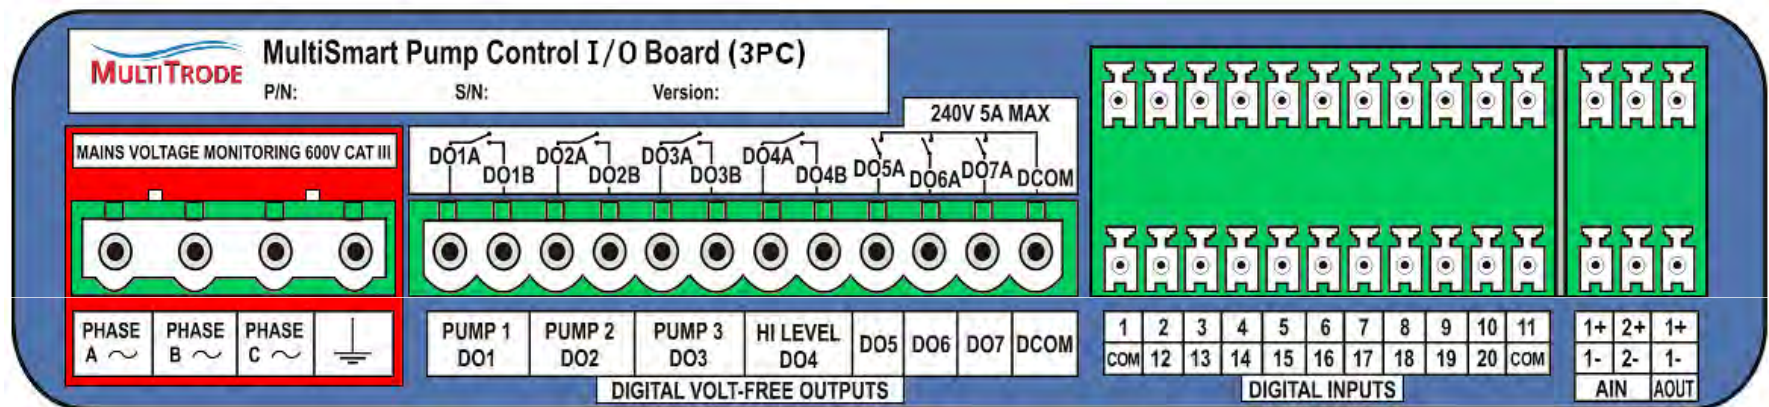 MULTITRODE
MultiSmart Pump Control I/O Board (3PC)
P/N: S/N: Version:
240V 5A MAX
MAINS VOLTAGE MONITORING 600V CAT III
DO1A DO2A DO3A DO4A DO5A DO6A DO7A DCOM
DO1B DO2B DO3B DO4B
PHASE A PHASE B PHASE C
PUMP 1 PUMP 2 PUMP 3 HI LEVEL DO5 DO6 DO7 DCOM
DO1 DO2 DO3 DO4
DIGITAL VOLT-FREE OUTPUTS
1 2 3 4 5 6 7 8 9 10 11
COM 12 13 14 15 16 17 18 19 20 COM
DIGITAL INPUTS
1+ 2+ 1+
1- 2- 1-
AIN AOUT